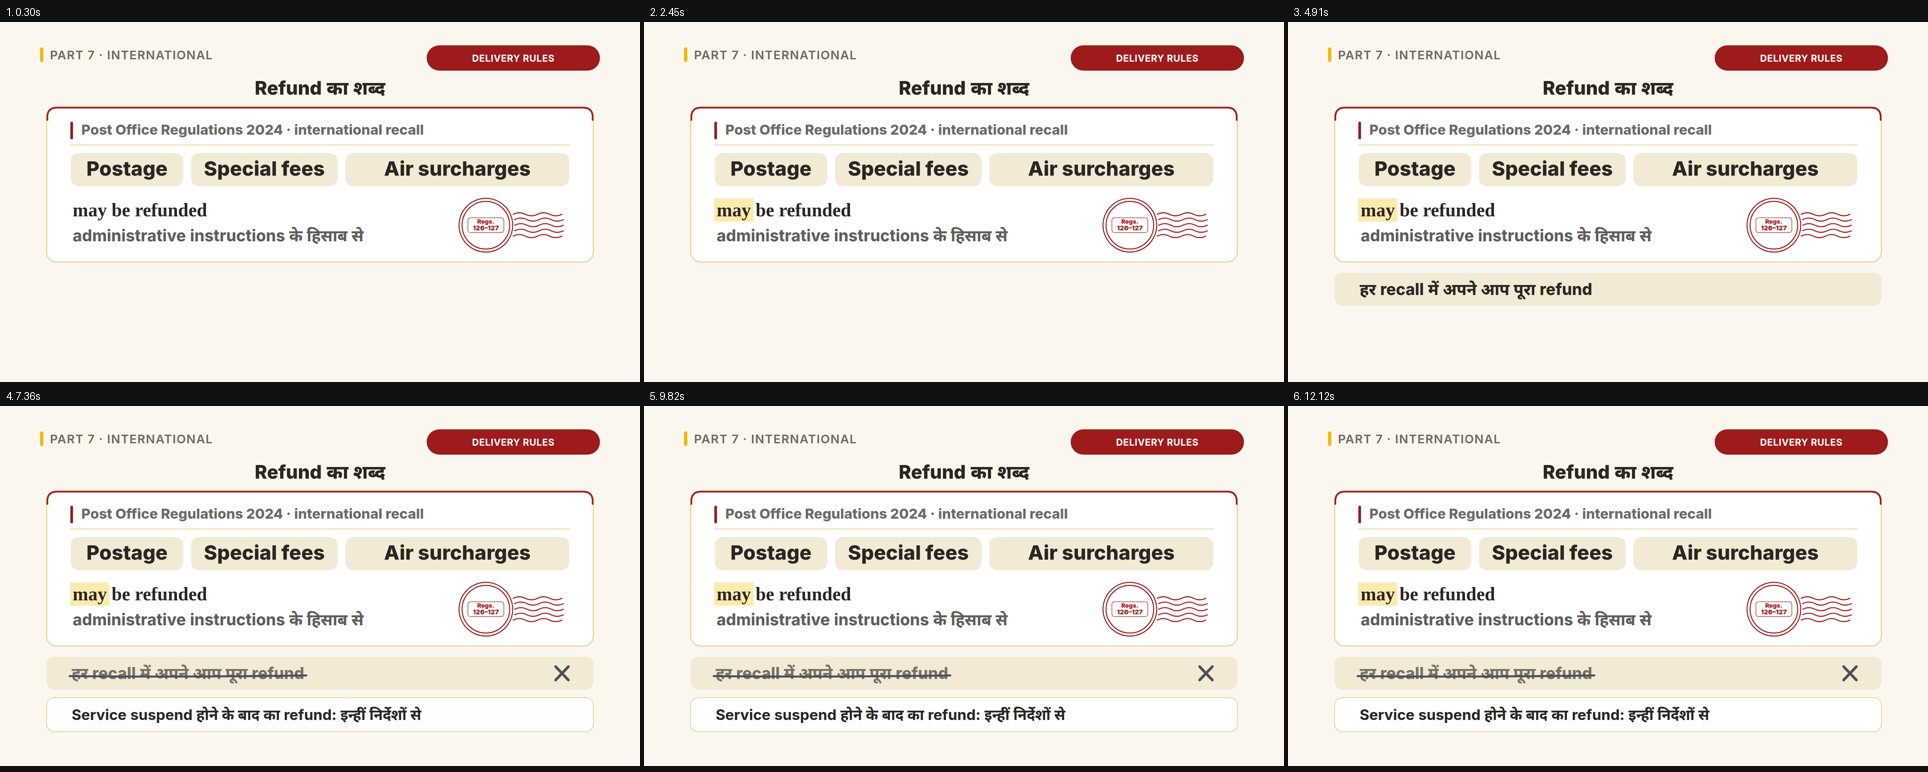 1. 0.30s
PART 7 · INTERNATIONAL
DELIVERY RULES
Refund का शब्द
Post Office Regulations 2024 · international recall
Postage Special fees Air surcharges
may be refunded
administrative instructions के हिसाब से
Regs.
126–127
2. 2.45s
PART 7 · INTERNATIONAL
DELIVERY RULES
Refund का शब्द
Post Office Regulations 2024 · international recall
Postage Special fees Air surcharges
may be refunded
administrative instructions के हिसाब से
Regs.
126–127
3. 4.91s
PART 7 · INTERNATIONAL
DELIVERY RULES
Refund का शब्द
Post Office Regulations 2024 · international recall
Postage Special fees Air surcharges
may be refunded
administrative instructions के हिसाब से
Regs.
126–127
हर recall में अपने आप पूरा refund
4. 7.36s
PART 7 · INTERNATIONAL
DELIVERY RULES
Refund का शब्द
Post Office Regulations 2024 · international recall
Postage Special fees Air surcharges
may be refunded
administrative instructions के हिसाब से
Regs.
126–127
हर recall में अपने आप पूरा refund
Service suspend होने के बाद का refund: इन्हीं निर्देशों से
5. 9.82s
PART 7 · INTERNATIONAL
DELIVERY RULES
Refund का शब्द
Post Office Regulations 2024 · international recall
Postage Special fees Air surcharges
may be refunded
administrative instructions के हिसाब से
Regs.
126–127
हर recall में अपने आप पूरा refund
Service suspend होने के बाद का refund: इन्हीं निर्देशों से
6. 12.12s
PART 7 · INTERNATIONAL
DELIVERY RULES
Refund का शब्द
Post Office Regulations 2024 · international recall
Postage Special fees Air surcharges
may be refunded
administrative instructions के हिसाब से
Regs.
126–127
हर recall में अपने आप पूरा refund
Service suspend होने के बाद का refund: इन्हीं निर्देशों से